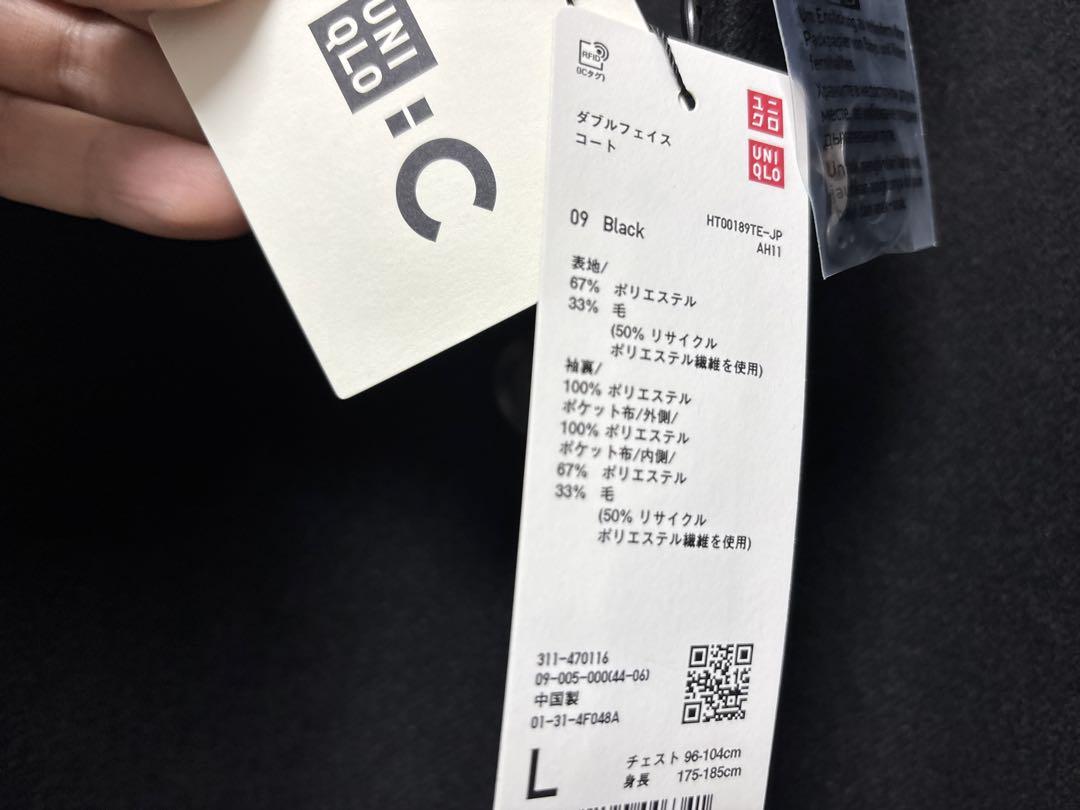 UNI
QLO
: C
RFID
(ICタグ)
ユニ
クロ
UNI
QLO
ダブルフェイス
コート
09 Black
HT00189TE-JP
AH11
表地/
67% ポリエステル
33% 毛
(50% リサイクル
ポリエステル繊維を使用)
袖裏/
100% ポリエステル
ポケット布/外側/
100% ポリエステル
ポケット布/内側/
67% ポリエステル
33% 毛
(50% リサイクル
ポリエステル繊維を使用)
311-470116
09-005-000(44-06)
中国製
01-31-4F048A
L
チェスト 96-104cm
身長 175-185cm